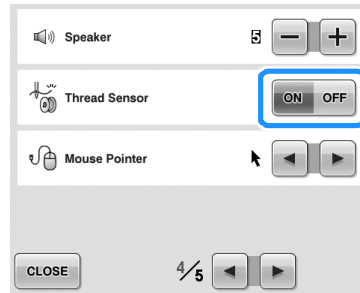 Speaker 5
Thread Sensor ON OFF
Mouse Pointer
CLOSE 4/5